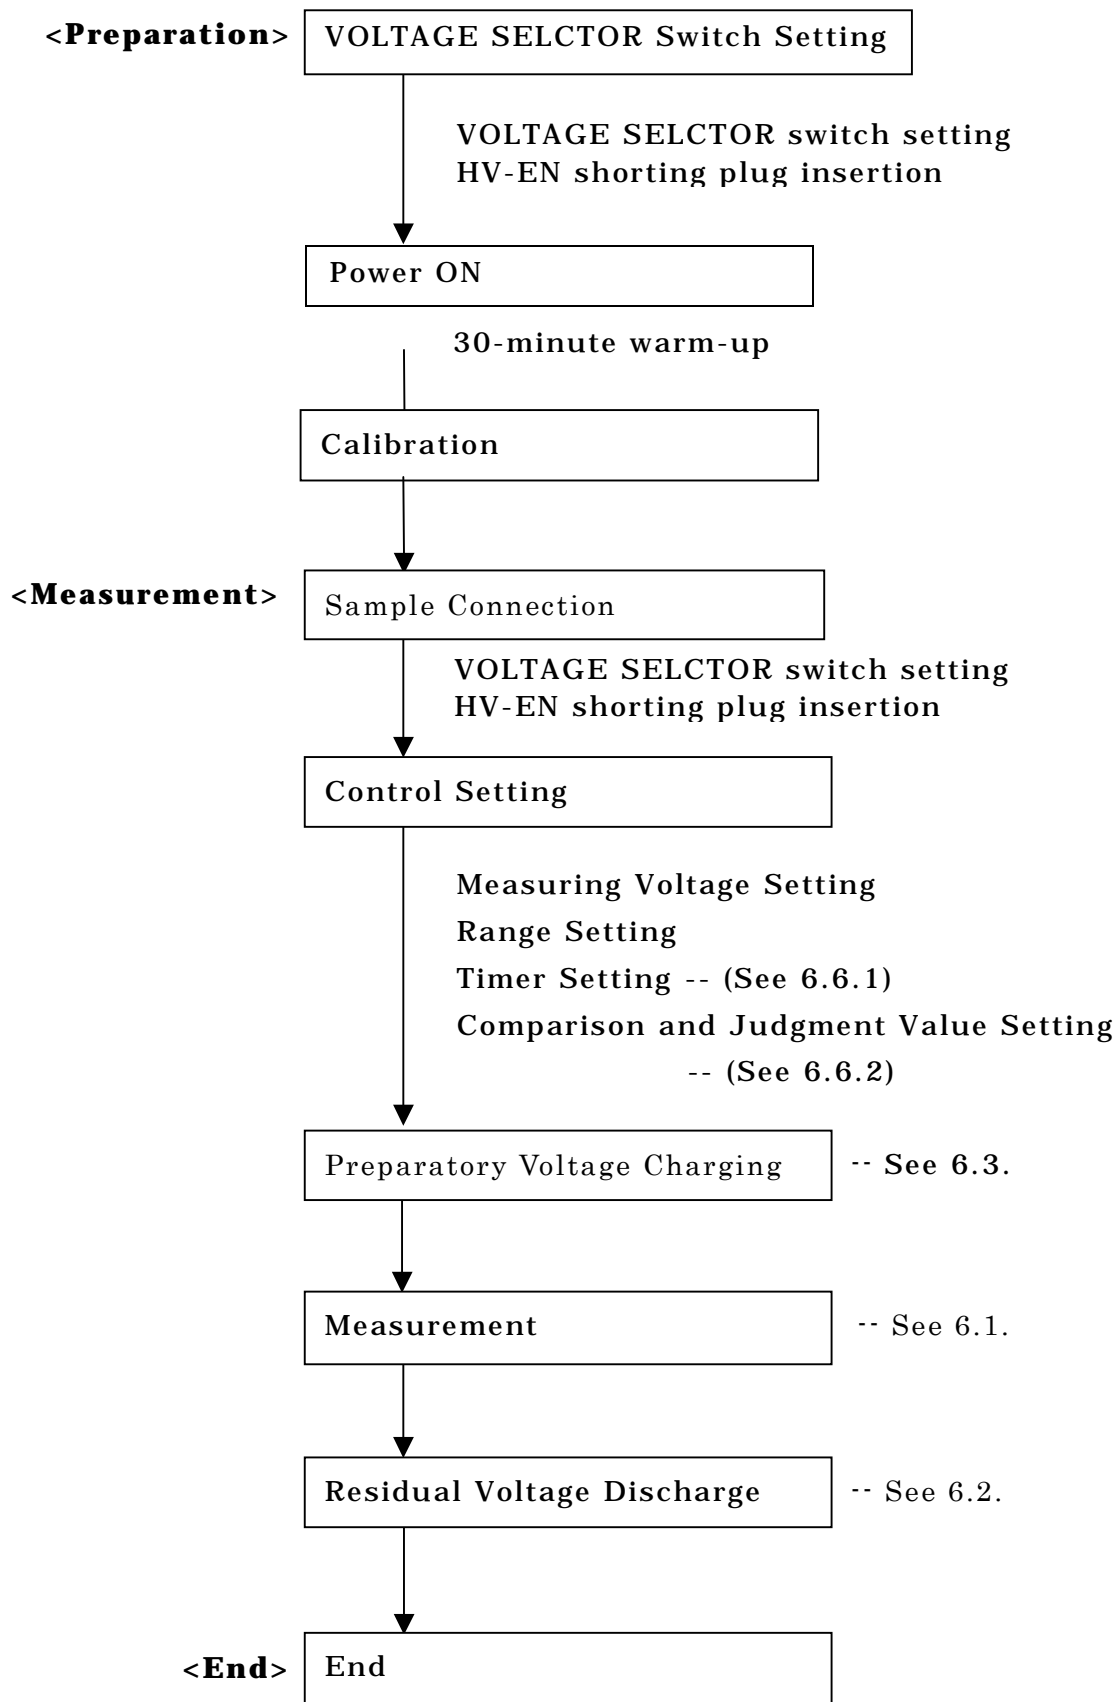 <Preparation> VOLTAGE SELCTOR Switch Setting
VOLTAGE SELCTOR switch setting
HV-EN shorting plug insertion
Power ON
30-minute warm-up
Calibration
<Measurement> Sample Connection
VOLTAGE SELCTOR switch setting
HV-EN shorting plug insertion
Control Setting
Measuring Voltage Setting
Range Setting
Timer Setting -- (See 6.6.1)
Comparison and Judgment Value Setting
-- (See 6.6.2)
Preparatory Voltage Charging -- See 6.3.
Measurement -- See 6.1.
Residual Voltage Discharge -- See 6.2.
<End> End